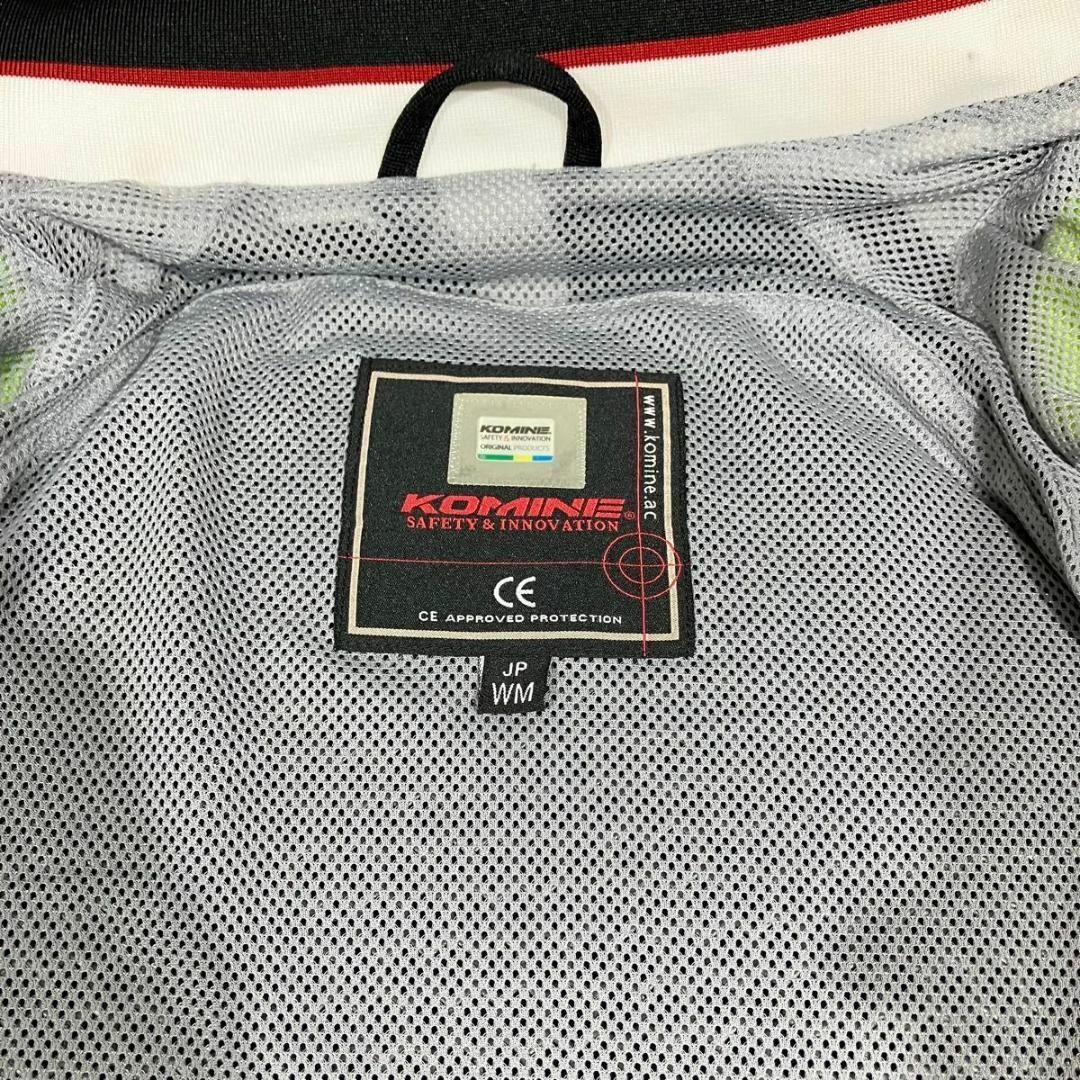 KOMINE
SAFETY & INNOVATION
ORIGINAL PRODUCTS
KOMINE®
SAFETY & INNOVATION
www.komine.ac
CE
CE APPROVED PROTECTION
JP
WM